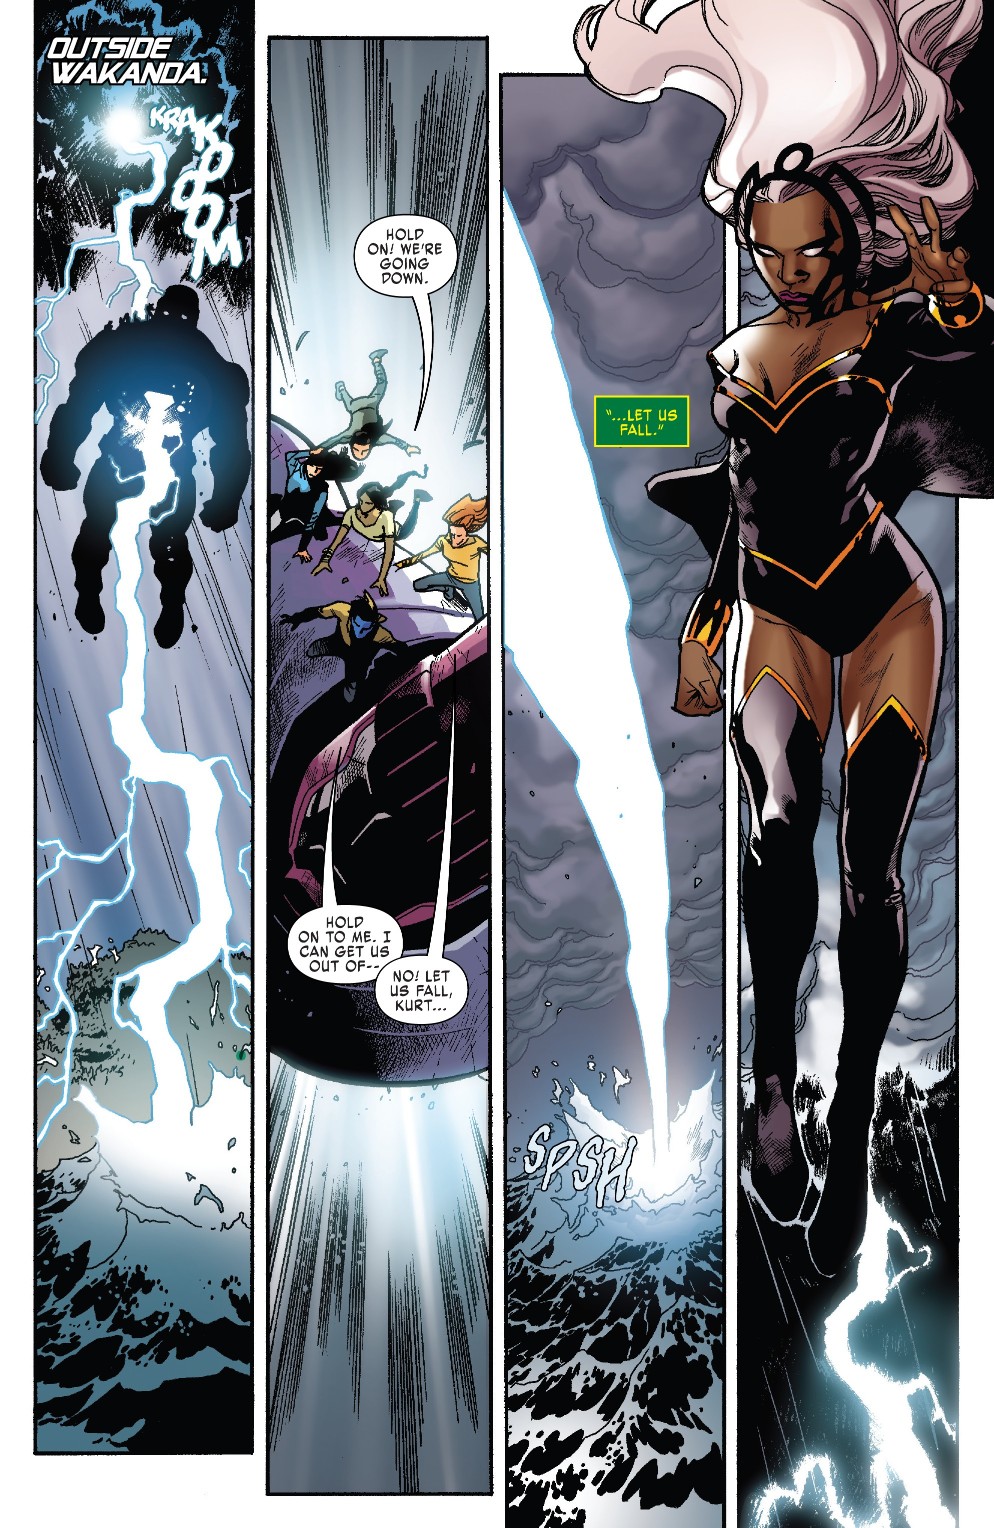 OUTSIDE
WAKANDA.
KRAKOOOOM
HOLD
ON! WE'RE
GOING
DOWN.
HOLD
ON TO ME. I
CAN GET US
OUT OF--
NO! LET
US FALL,
KURT...
"...LET US
FALL."
SPSH